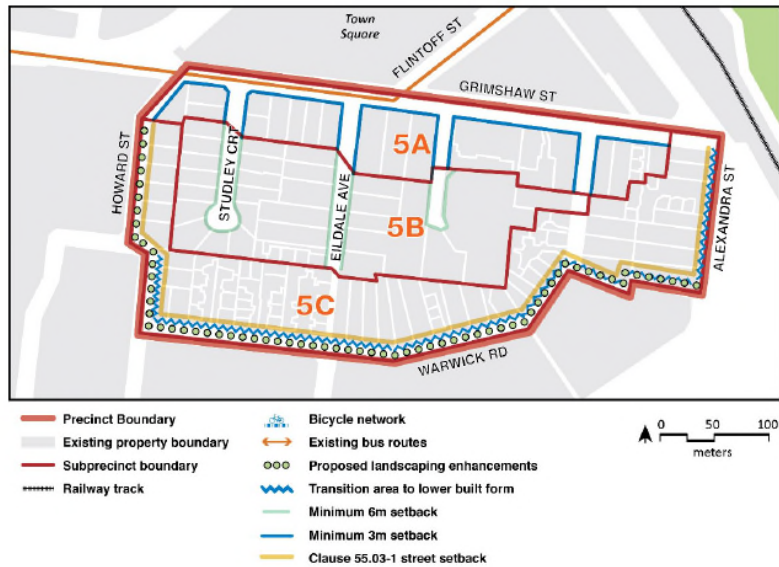 Town
Square
FLINTOFF ST
GRIMSHAW ST
5A
HOWARD ST
STUDLEY CRT
EILDALE AVE
5B
ALEXANDRA ST
5C
WARWICK RD
Precinct Boundary
Existing property boundary
Subprecinct boundary
Railway track
Bicycle network
Existing bus routes
Proposed landscaping enhancements
Transition area to lower built form
Minimum 6m setback
Minimum 3m setback
Clause 55.03-1 street setback
0 50 100
meters